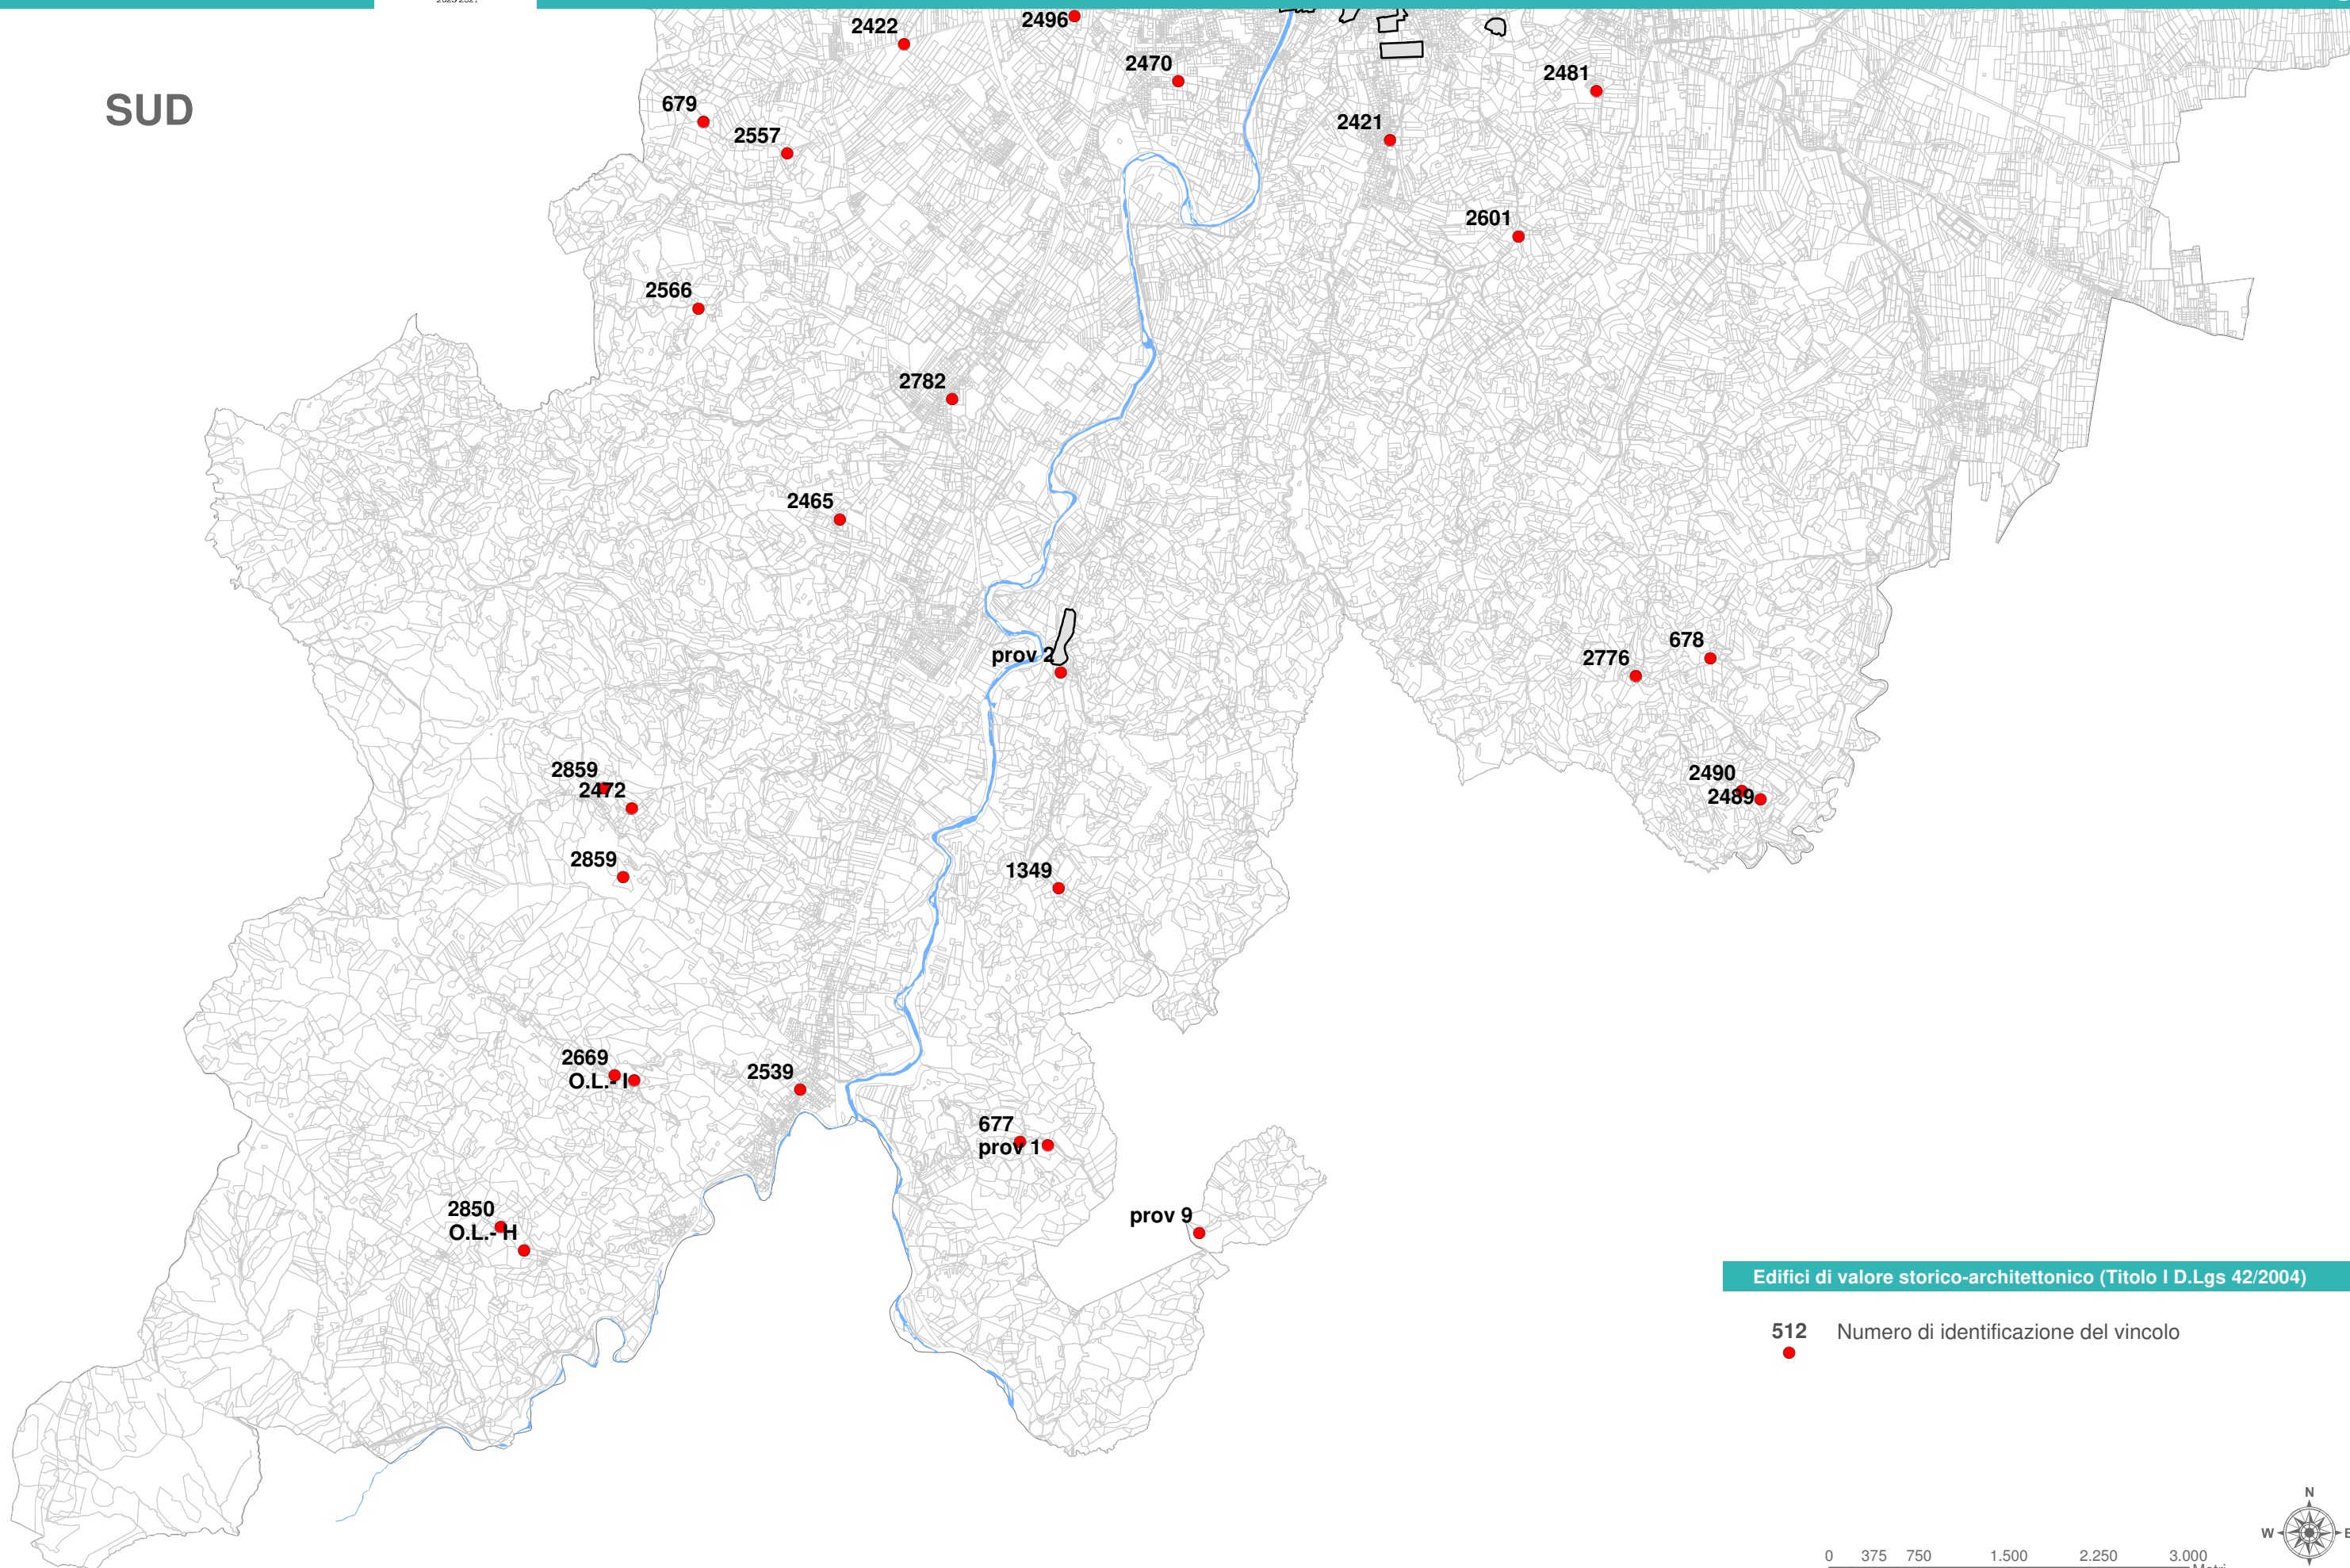 2422
2496
2470
SUD
2481
679
2421
2557
2601
2566
2782
2465
678
prov 2
2776
2859
2490
2472
2489
2859
1349
2669
2539
O.L.- I
677
prov 1
2850
prov 9
O.L.- H
Edifici di valore storico-architettonico (Titolo I D.Lgs 42/2004)
512 Numero di identificazione del vincolo
N
W E
0 375 750 1.500 2.250 3.000